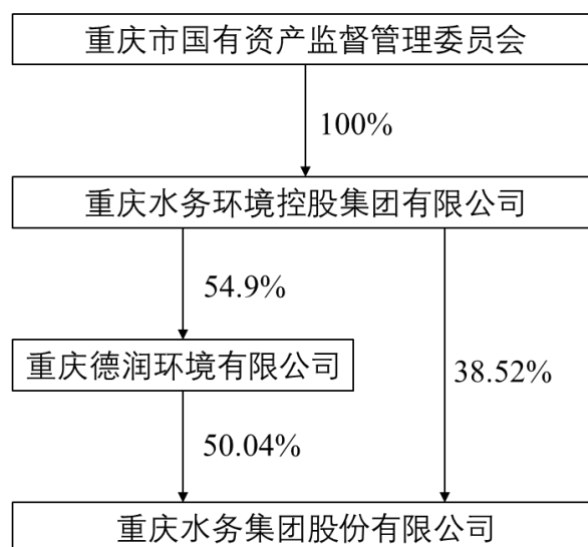 重庆市国有资产监督管理委员会
100%
重庆水务环境控股集团有限公司
54.9%
重庆德润环境有限公司
38.52%
50.04%
重庆水务集团股份有限公司